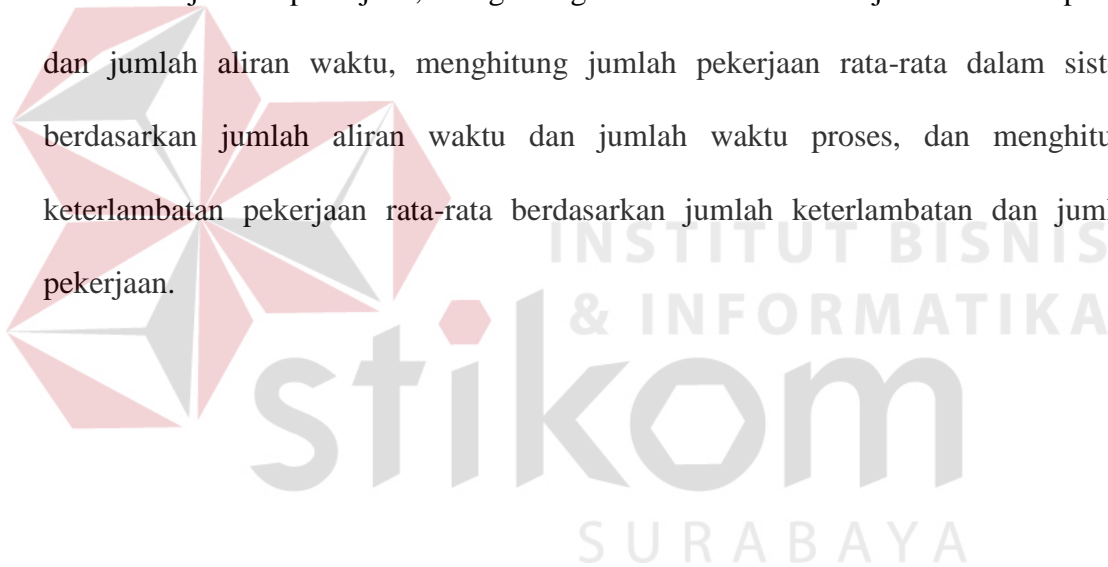 dan jumlah aliran waktu, menghitung jumlah pekerjaan rata-rata dalam sist
berdasarkan jumlah aliran waktu dan jumlah waktu proses, dan menghitu
keterlambatan pekerjaan rata-rata berdasarkan jumlah keterlambatan dan juml
pekerjaan.
INSTITUT BISNIS
& INFORMATIKA
stikom
SURABAYA